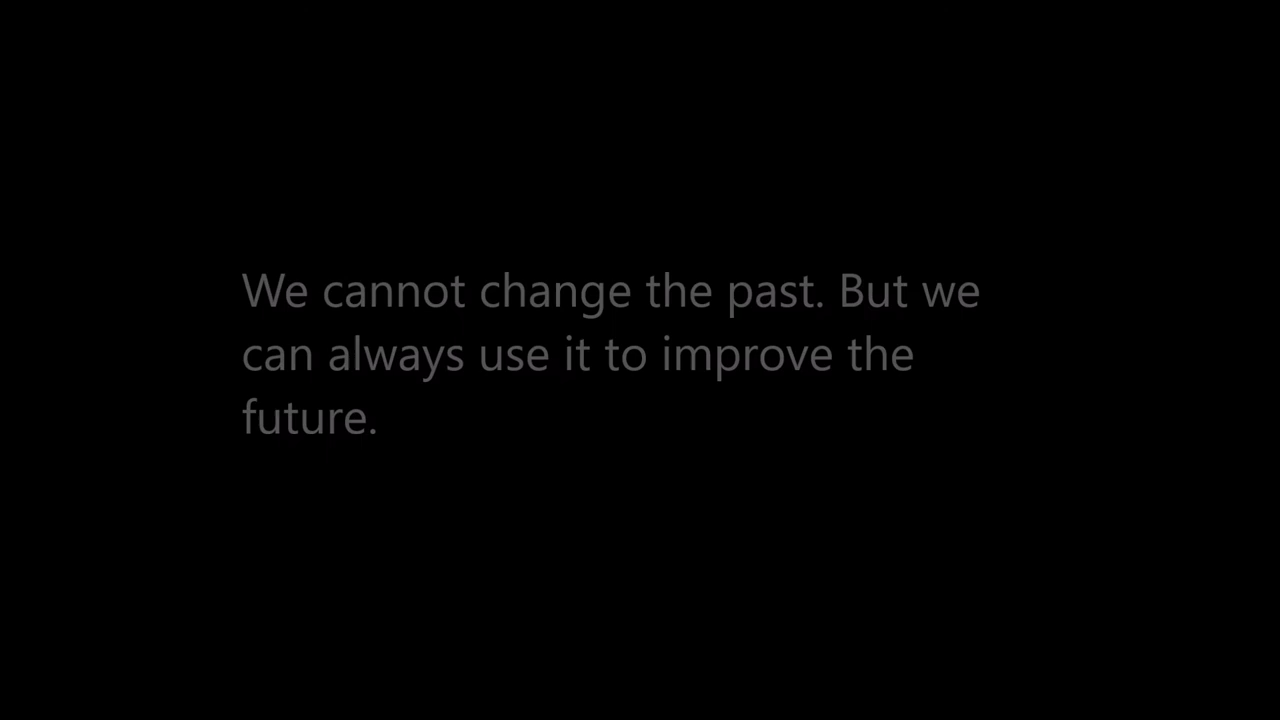 We cannot change the past. But we
can always use it to improve the
future.